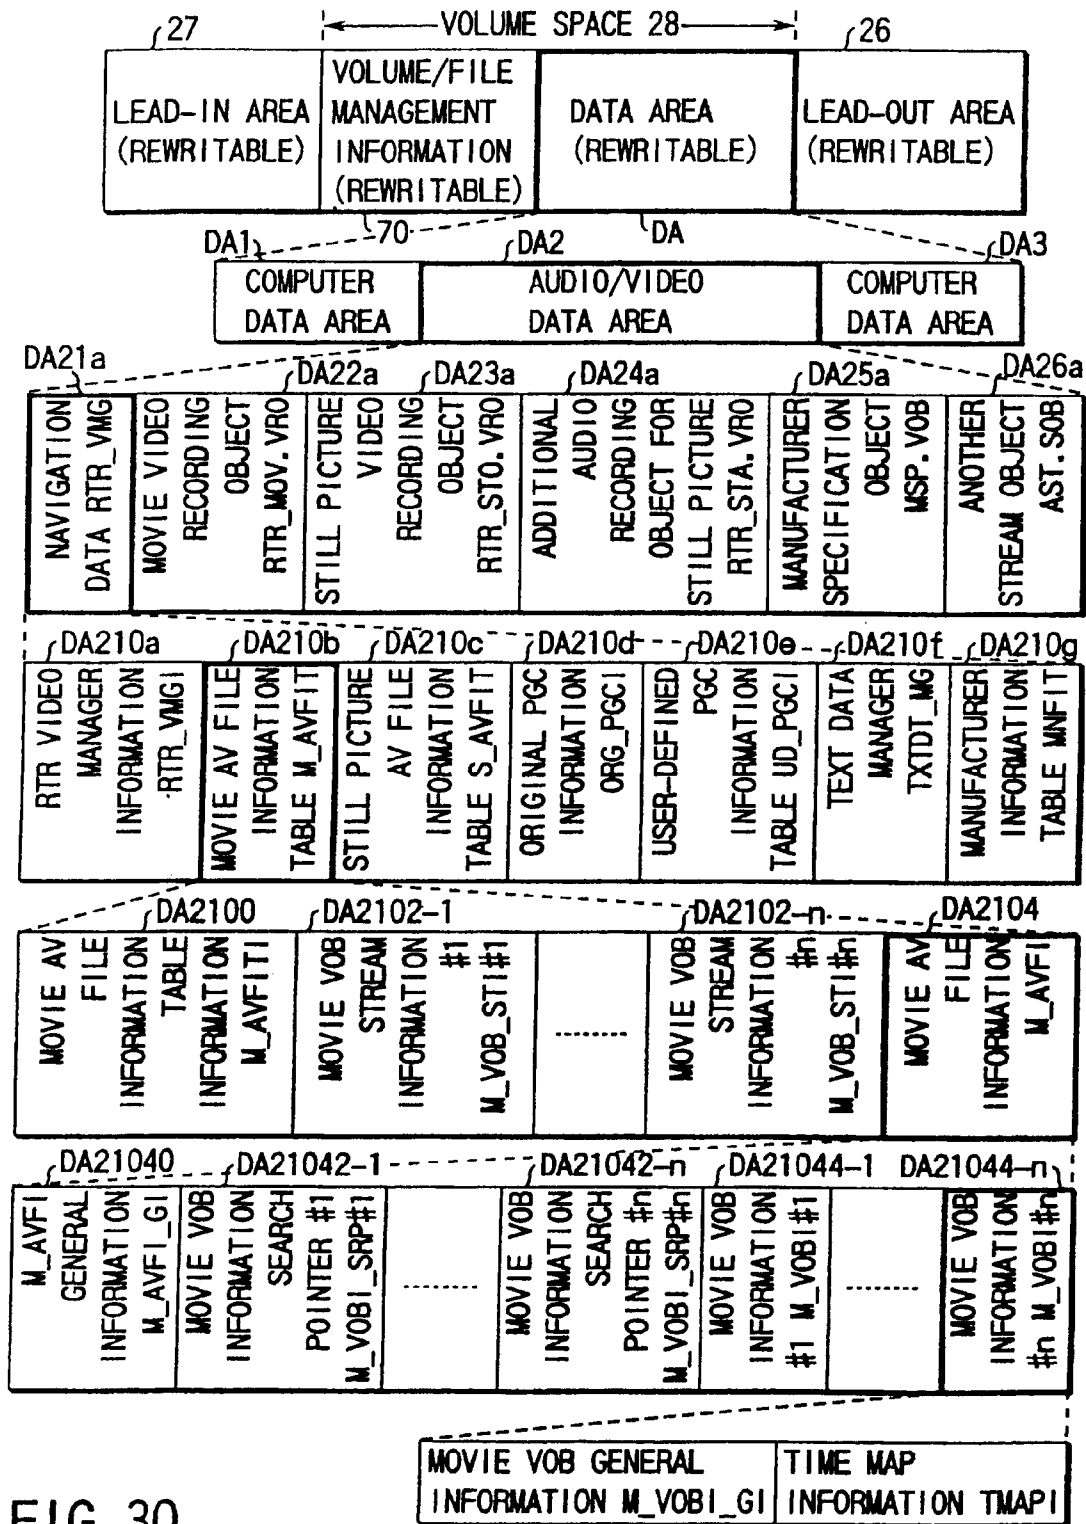 VOLUME SPACE 28
27
26
LEAD-IN AREA
(REWRITABLE)
VOLUME/FILE
MANAGEMENT
INFORMATION
(REWRITABLE)
DATA AREA
(REWRITABLE)
LEAD-OUT AREA
(REWRITABLE)
70
DA
DA1
DA2
DA3
COMPUTER
DATA AREA
AUDIO/VIDEO
DATA AREA
COMPUTER
DATA AREA
DA21a
DA22a
DA23a
DA24a
DA25a
DA26a
NAVIGATION
DATA RTR_VMG
MOVIE VIDEO
RECORDING
OBJECT
RTR_MOV.VRO
STILL PICTURE
VIDEO
RECORDING
OBJECT
RTR_STO.VRO
ADDITIONAL
AUDIO
RECORDING
OBJECT FOR
STILL PICTURE
RTR_STA.VRO
MANUFACTURER
SPECIFICATION
OBJECT
MSP.VOB
ANOTHER
STREAM OBJECT
AST.SOB
DA210a
DA210b
DA210c
DA210d
DA210e
DA210f
DA210g
RTR VIDEO
MANAGER
INFORMATION
RTR_VMGI
MOVIE AV FILE
INFORMATION
TABLE M_AVFIT
STILL PICTURE
AV FILE
INFORMATION
TABLE S_AVFIT
ORIGINAL PGC
INFORMATION
ORG_PGCI
USER-DEFINED
PGC
INFORMATION
TABLE UD_PGCI
TEXT DATA
MANAGER
TXTDT_MG
MANUFACTURER
INFORMATION
TABLE MNFIT
DA2100
DA2102-1
DA2102-n
DA2104
MOVIE AV
FILE
INFORMATION
TABLE
INFORMATION
M_AVFITI
MOVIE VOB
STREAM
INFORMATION
#1
M_VOB_STI#1
.........
MOVIE VOB
STREAM
INFORMATION
#n
M_VOB_STI#n
MOVIE AV
FILE
INFORMATION
M_AVFI
DA21040
DA21042-1
DA21042-n
DA21044-1
DA21044-n
M_AVFI
GENERAL
INFORMATION
M_AVFI_GI
MOVIE VOB
INFORMATION
SEARCH
POINTER #1
M_VOBI_SRP#1
.........
MOVIE VOB
INFORMATION
SEARCH
POINTER #n
M_VOBI_SRP#n
MOVIE VOB
INFORMATION
#1 M_VOBI#1
.........
MOVIE VOB
INFORMATION
#n M_VOBI#n
MOVIE VOB GENERAL
INFORMATION M_VOBI_GI
TIME MAP
INFORMATION TMAPI
FIG. 30